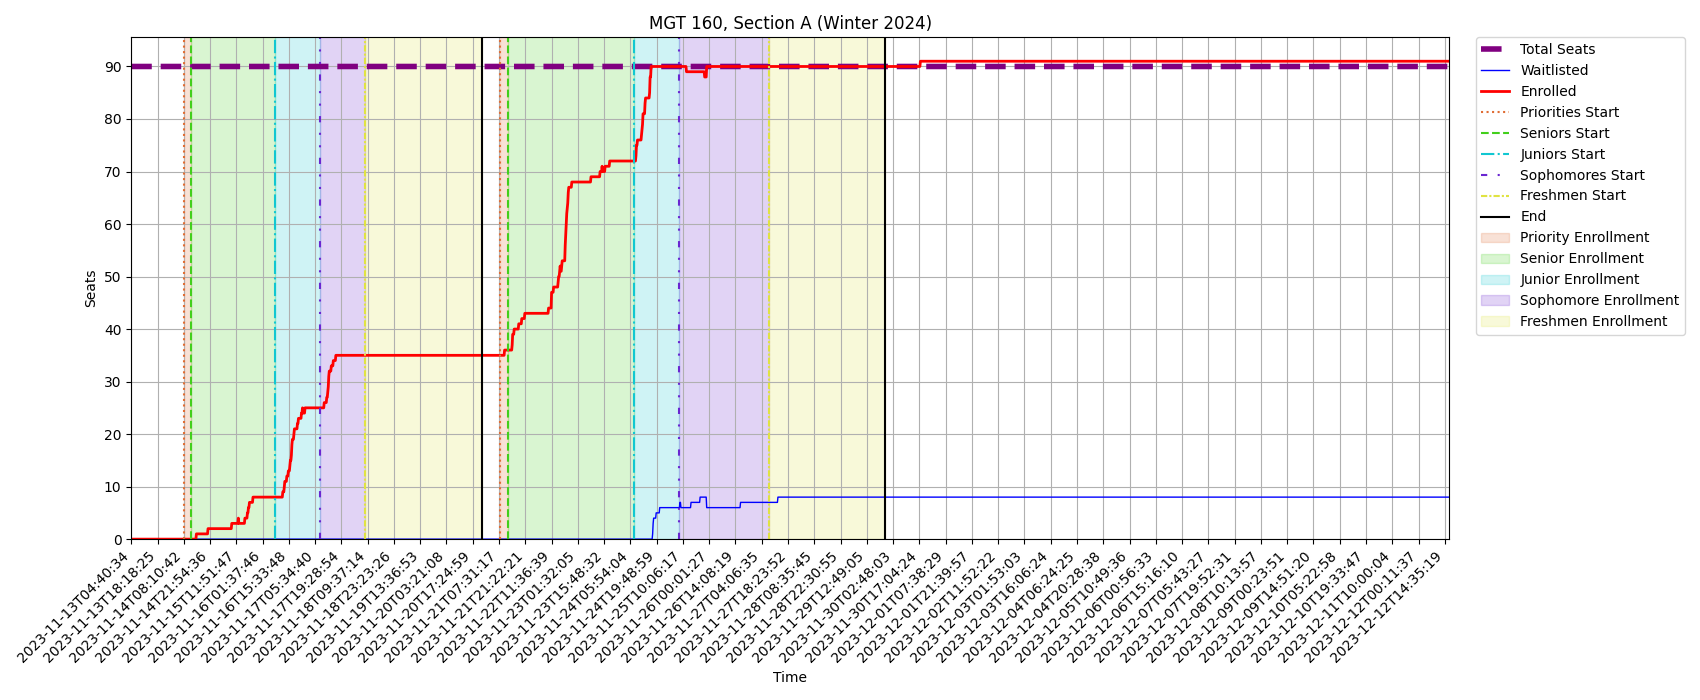 MGT 160, Section A (Winter 2024)
Total Seats
Waitlisted
Enrolled
Priorities Start
Seniors Start
Juniors Start
Sophomores Start
Freshmen Start
End
Priority Enrollment
Senior Enrollment
Junior Enrollment
Sophomore Enrollment
Freshmen Enrollment
Seats
90
80
70
60
50
40
30
20
10
0
2023-11-13T04:40:34
2023-11-13T18:18:25
2023-11-14T08:10:42
2023-11-14T21:54:36
2023-11-15T11:51:47
2023-11-16T01:37:46
2023-11-16T15:33:48
2023-11-17T05:34:40
2023-11-17T19:28:54
2023-11-18T09:37:14
2023-11-18T23:23:26
2023-11-19T13:36:53
2023-11-20T03:21:08
2023-11-20T17:24:59
2023-11-21T07:31:17
2023-11-21T21:22:21
2023-11-22T11:36:39
2023-11-23T01:32:05
2023-11-23T15:48:32
2023-11-24T05:54:04
2023-11-24T19:48:59
2023-11-25T10:06:17
2023-11-26T00:01:27
2023-11-26T14:08:19
2023-11-27T04:06:35
2023-11-27T18:23:52
2023-11-28T08:35:45
2023-11-28T22:30:55
2023-11-29T12:49:05
2023-11-30T02:48:03
2023-11-30T17:04:24
2023-12-01T07:38:29
2023-12-01T21:39:57
2023-12-02T11:52:22
2023-12-03T01:53:03
2023-12-03T16:06:24
2023-12-04T06:24:25
2023-12-04T20:28:38
2023-12-05T10:49:36
2023-12-06T00:56:33
2023-12-06T15:16:10
2023-12-07T05:43:27
2023-12-07T19:52:31
2023-12-08T10:13:57
2023-12-09T00:23:51
2023-12-09T14:51:20
2023-12-10T05:22:58
2023-12-10T19:33:47
2023-12-11T10:00:04
2023-12-12T00:11:37
2023-12-12T14:35:19
Time